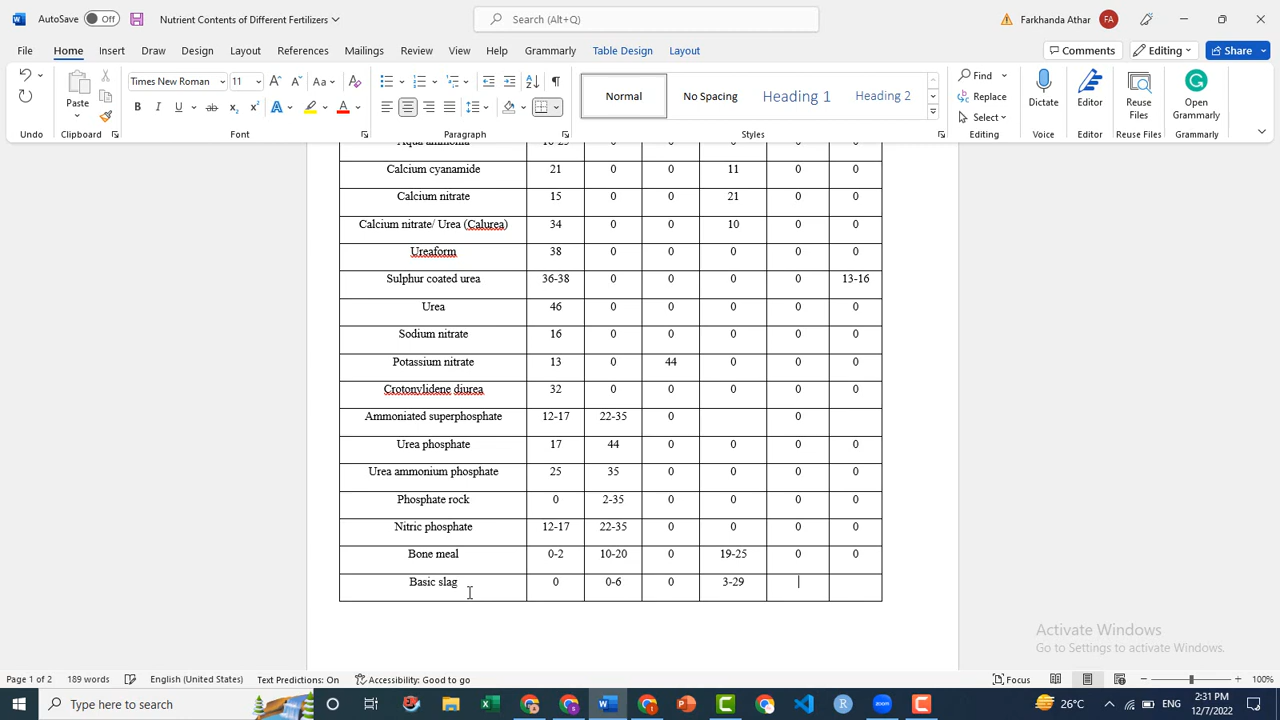 AutoSave Off Nutrient Contents of Different Fertilizers Search (Alt+Q) Farkhanda Athar FA
File Home Insert Draw Design Layout References Mailings Review View Help Grammarly Table Design Layout Comments Editing Share
Paste Times New Roman 11 Aa Normal No Spacing Heading 1 Heading 2 Find Replace Select Dictate Editor Reuse Files Open Grammarly
Undo Clipboard Font Paragraph Styles Editing Voice Editor Reuse Files Grammarly
Aqua ammonia 0 0 0 0 0
Calcium cyanamide 21 0 0 11 0 0
Calcium nitrate 15 0 0 21 0 0
Calcium nitrate/ Urea (Calurea) 34 0 0 10 0 0
Ureaform 38 0 0 0 0 0
Sulphur coated urea 36-38 0 0 0 0 13-16
Urea 46 0 0 0 0 0
Sodium nitrate 16 0 0 0 0 0
Potassium nitrate 13 0 44 0 0 0
Crotonylidene diurea 32 0 0 0 0 0
Ammoniated superphosphate 12-17 22-35 0 0
Urea phosphate 17 44 0 0 0 0
Urea ammonium phosphate 25 35 0 0 0 0
Phosphate rock 0 2-35 0 0 0 0
Nitric phosphate 12-17 22-35 0 0 0 0
Bone meal 0-2 10-20 0 19-25 0 0
Basic slag 0 0-6 0 3-29
Activate Windows
Go to Settings to activate Windows.
Page 1 of 2 189 words English (United States) Text Predictions: On Accessibility: Good to go Focus 100%
Type here to search 26°C 2:31 PM
12/7/2022